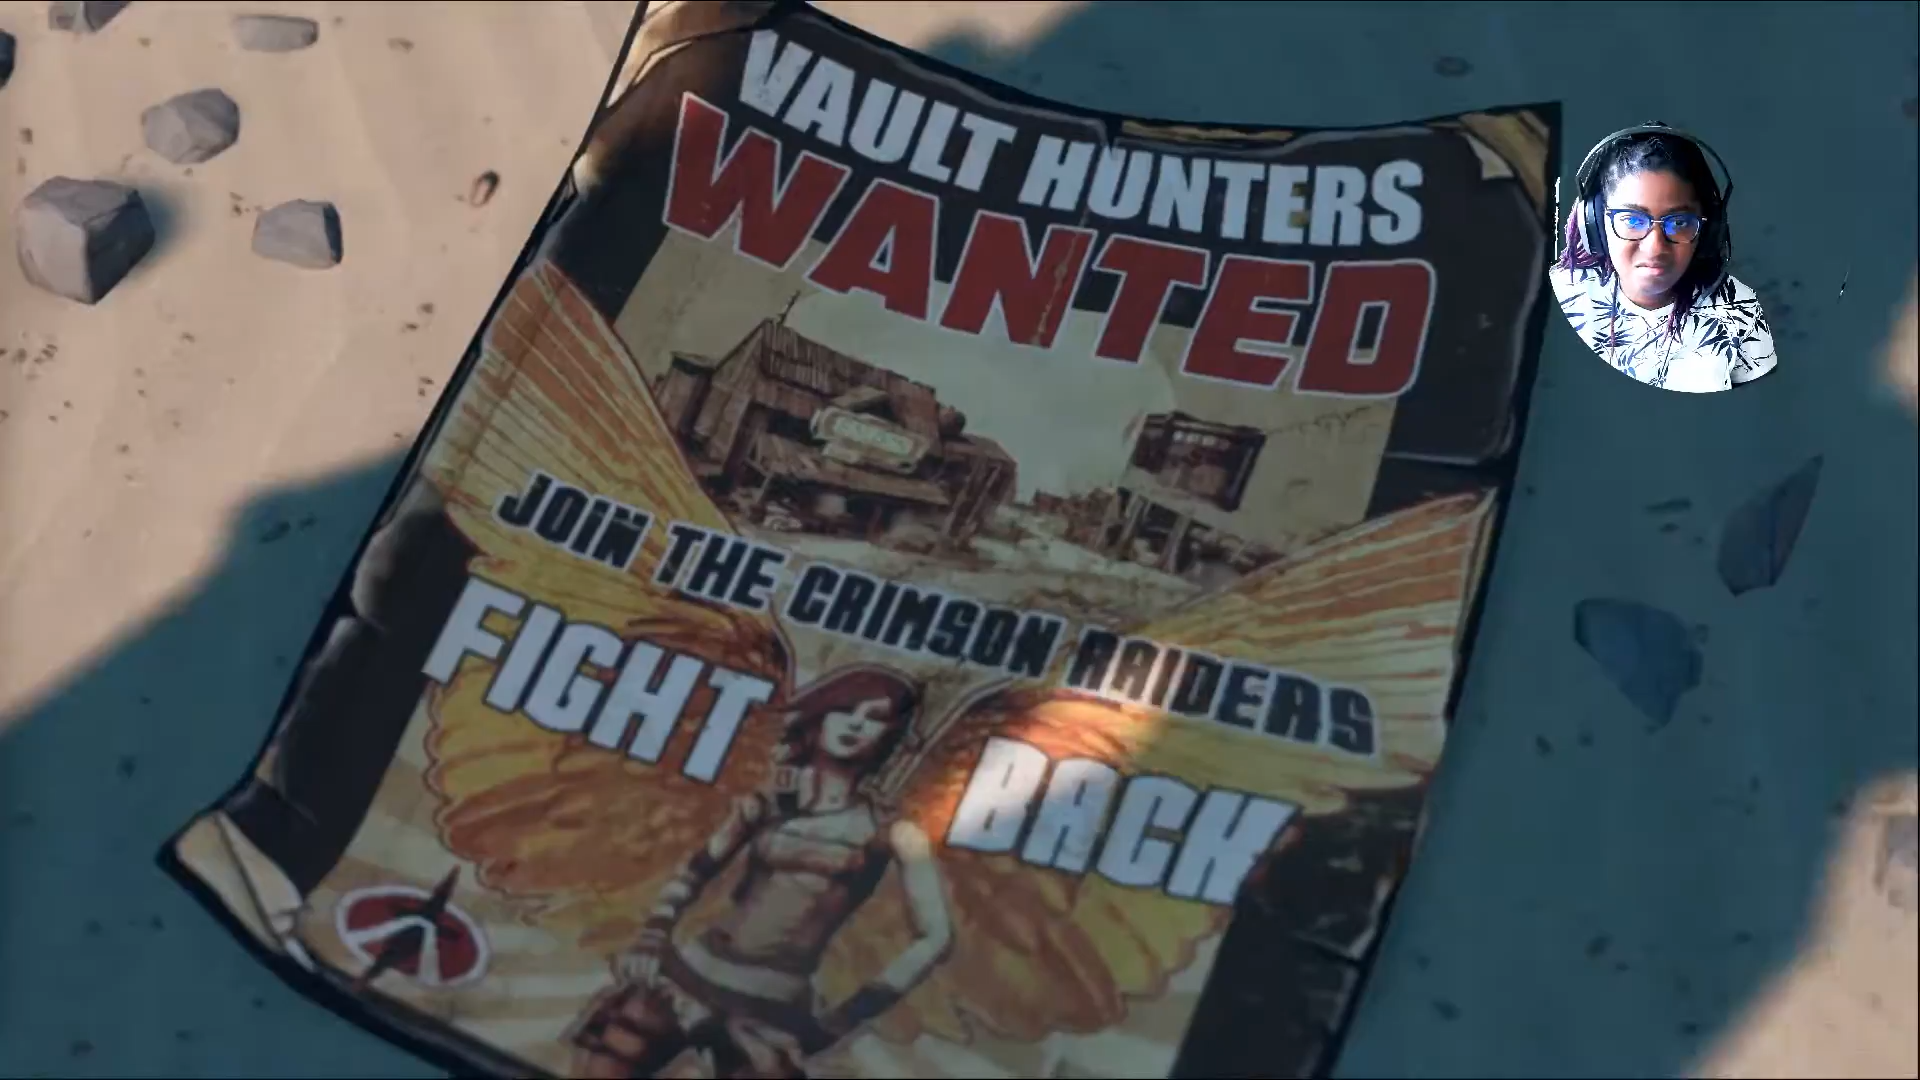 VAULT HUNTERS
WANTED
JOIN THE CRIMSON RAIDERS
FIGHT
BACK